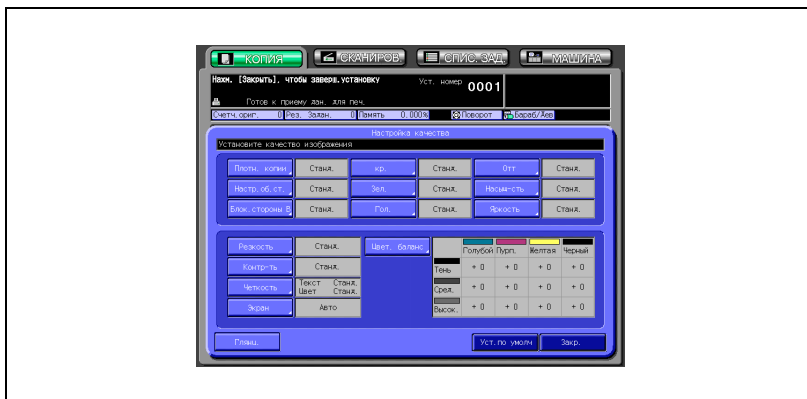 КОПИЯ СКАНИРОВ СПИС. ЗАД. МАШИНА
Нажм. [Закрыть]. чтобы заверш.установку
Уст. номер 0001
Готов к приему дан. для печ.
Счетч.ориг. 0 Рез. Задан. 0 Память 0.000% Поворот Бараб/Лев
Настройка качества
Установите качество изображения
Плотн. копии Станд. кр. Станд. Отт Станд.
Настр.об.ст. Станд. Зел. Станд. Насыщ-сть Станд.
Блок.стороны B Станд. Гол. Станд. Яркость Станд.
Резкость Станд. Цвет. баланс Голубой Пурп. Желтая Черный
Контр-ть Станд. Тень + 0 + 0 + 0 + 0
Четкость Текст Станд. Цвет Станд. Сред. + 0 + 0 + 0 + 0
Экран Авто Высок. + 0 + 0 + 0 + 0
Глянц. Уст.по умолч Закр.